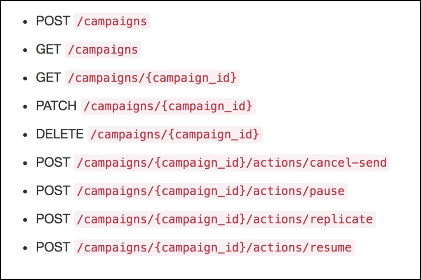 POST /campaigns
GET /campaigns
GET /campaigns/{campaign_id}
PATCH /campaigns/{campaign_id}
DELETE /campaigns/{campaign_id}
POST /campaigns/{campaign_id}/actions/cancel-send
POST /campaigns/{campaign_id}/actions/pause
POST /campaigns/{campaign_id}/actions/replicate
POST /campaigns/{campaign_id}/actions/resume